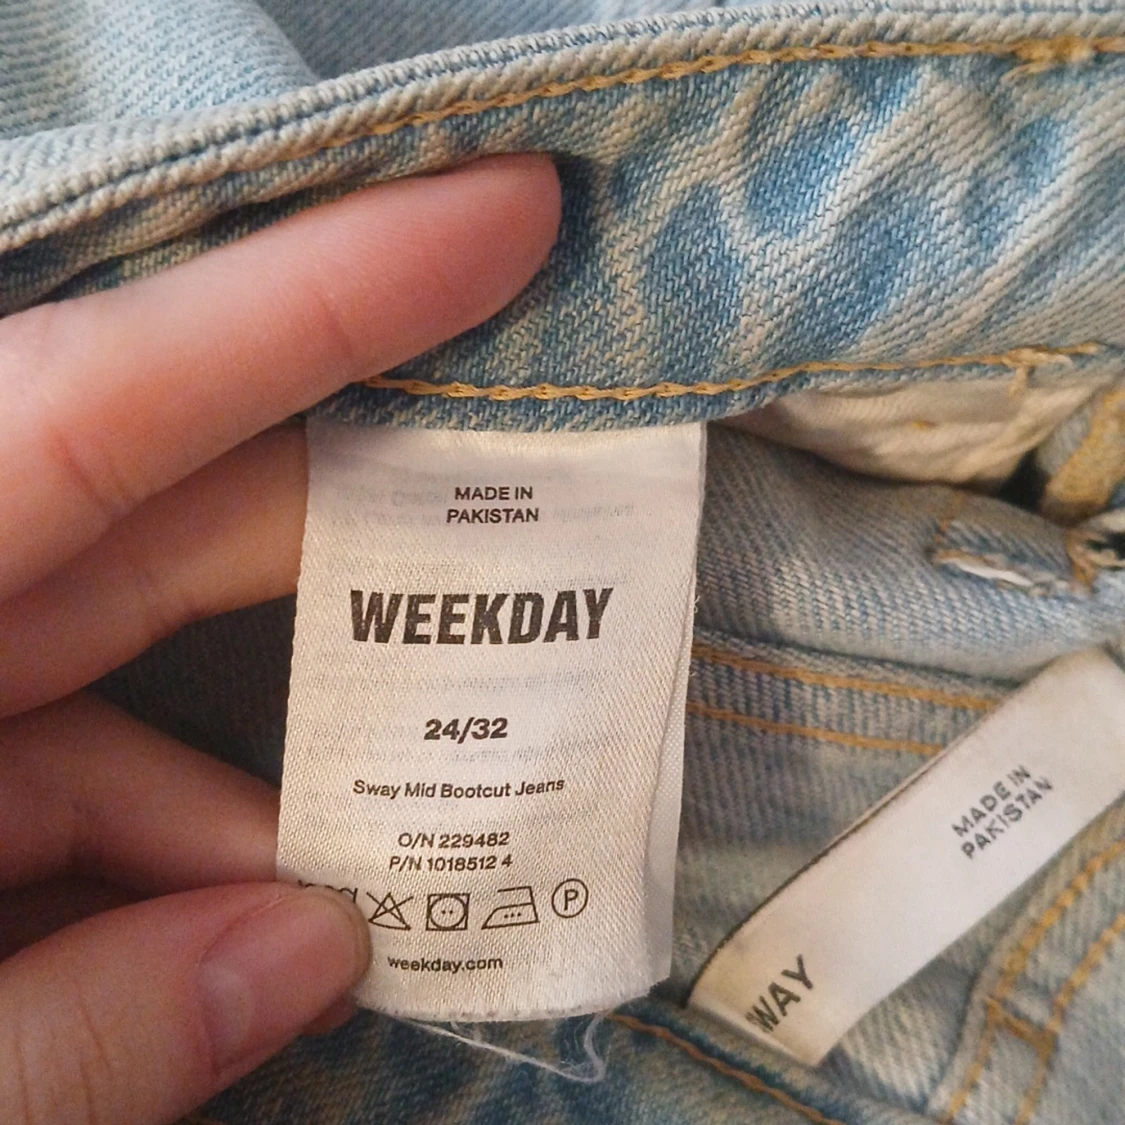 MADE IN
PAKISTAN
WEEKDAY
24/32
Sway Mid Bootcut Jeans
O/N 229482
P/N 1018512 4
P
weekday.com
MADE IN
PAKISTAN
WAY